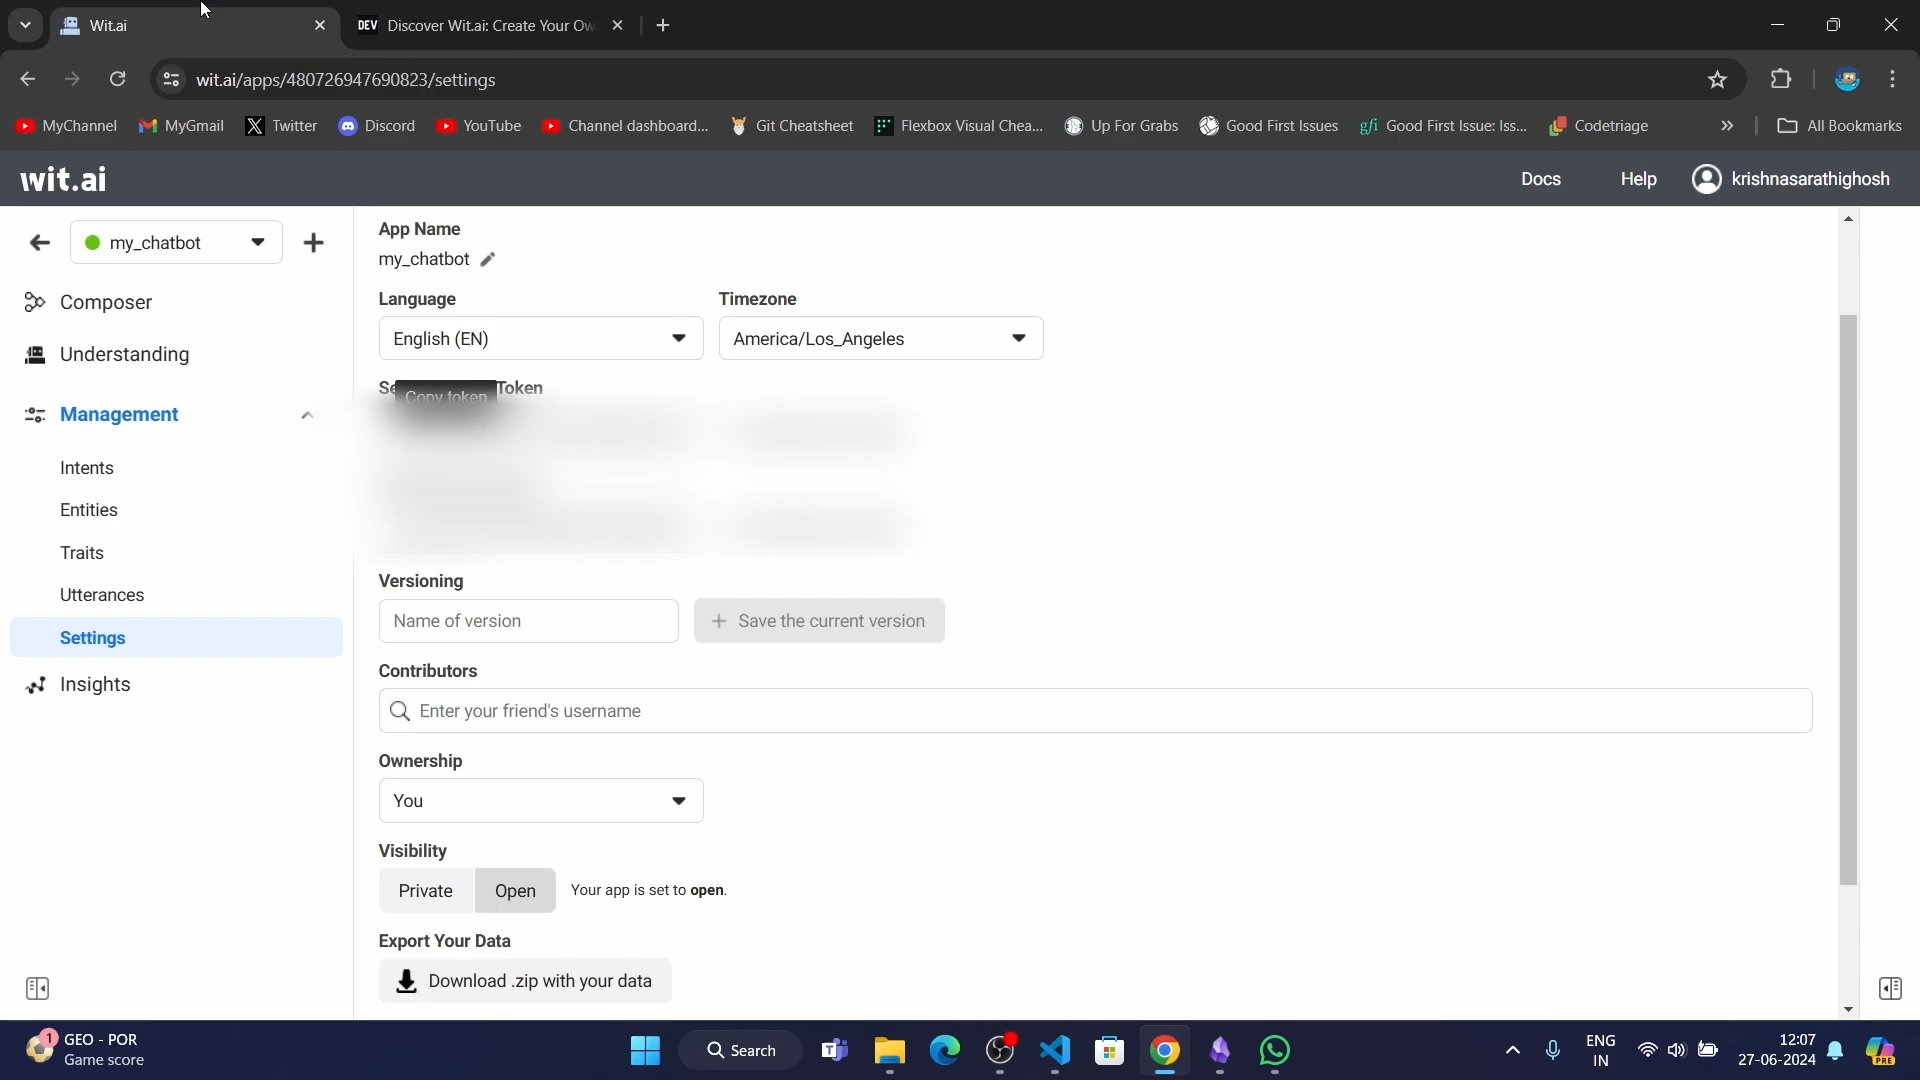 Wit.ai
DEV Discover Wit.ai: Create Your Ow
wit.ai/apps/480726947690823/settings
MyChannel MyGmail Twitter Discord YouTube Channel dashboard... Git Cheatsheet Flexbox Visual Chea... Up For Grabs Good First Issues gfi Good First Issue: Iss... Codetriage » All Bookmarks
wit.ai Docs Help krishnasarathighosh
my_chatbot
Composer
Understanding
Management
Intents
Entities
Traits
Utterances
Settings
Insights
App Name
my_chatbot
Language Timezone
English (EN) America/Los_Angeles
Se Token
Copy token
Versioning
Name of version + Save the current version
Contributors
Enter your friend's username
Ownership
You
Visibility
Private Open Your app is set to open.
Export Your Data
Download .zip with your data
1 GEO - POR
Game score
Search
ENG
IN
12:07
27-06-2024
PRE